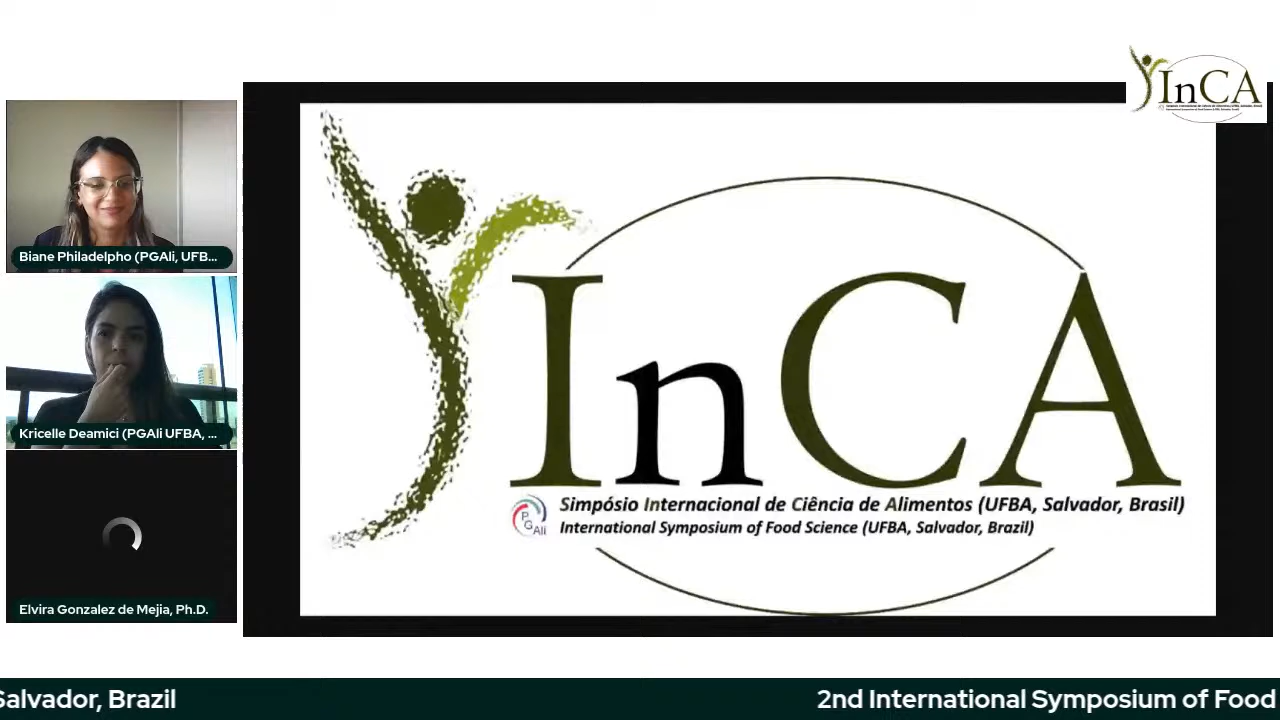 InCA
Biane Philadelpho (PGAli, UFB...
Kricelle Deamici (PGAli UFBA, ...
Elvira Gonzalez de Mejia, Ph.D.
InCA
PGAli
Simpósio Internacional de Ciência de Alimentos (UFBA, Salvador, Brasil)
International Symposium of Food Science (UFBA, Salvador, Brazil)
Salvador, Brazil
2nd International Symposium of Food